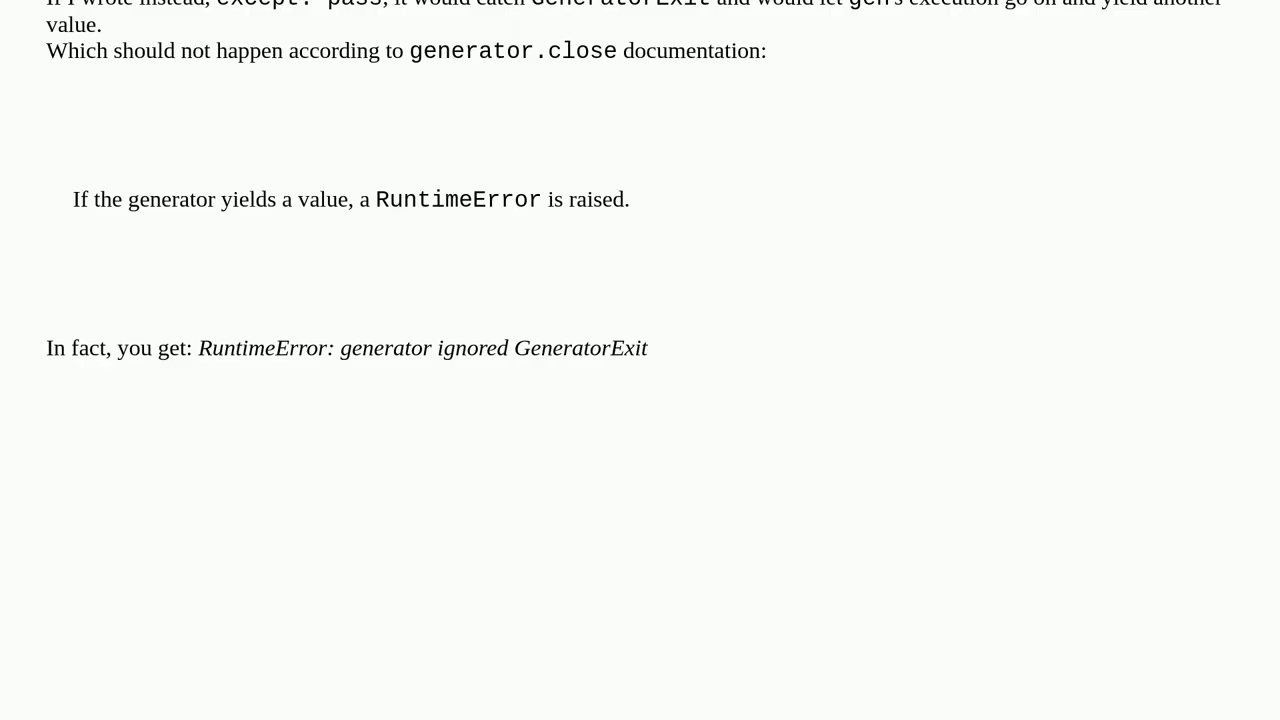 If I wrote instead, except: pass, it would catch GeneratorExit and would let gen's execution go on and yield another
value.
Which should not happen according to generator.close documentation:
If the generator yields a value, a RuntimeError is raised.
In fact, you get: RuntimeError: generator ignored GeneratorExit